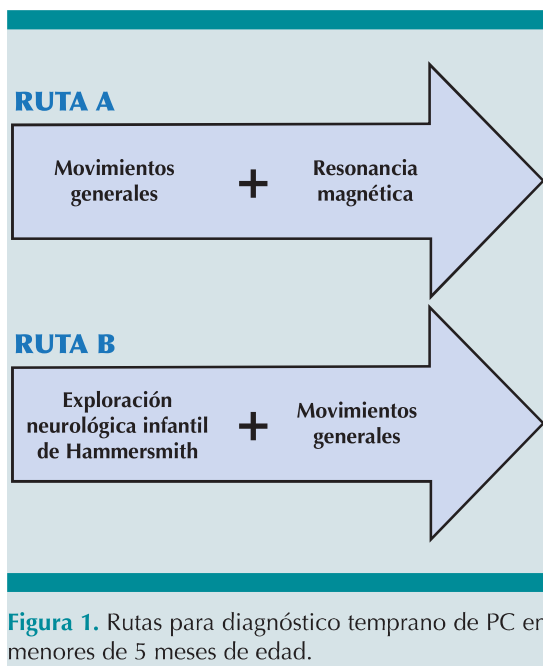 RUTA A
Movimientos
generales
+
Resonancia
magnética
RUTA B
Exploración
neurológica infantil
de Hammersmith
+
Movimientos
generales
Figura 1. Rutas para diagnóstico temprano de PC en
menores de 5 meses de edad.